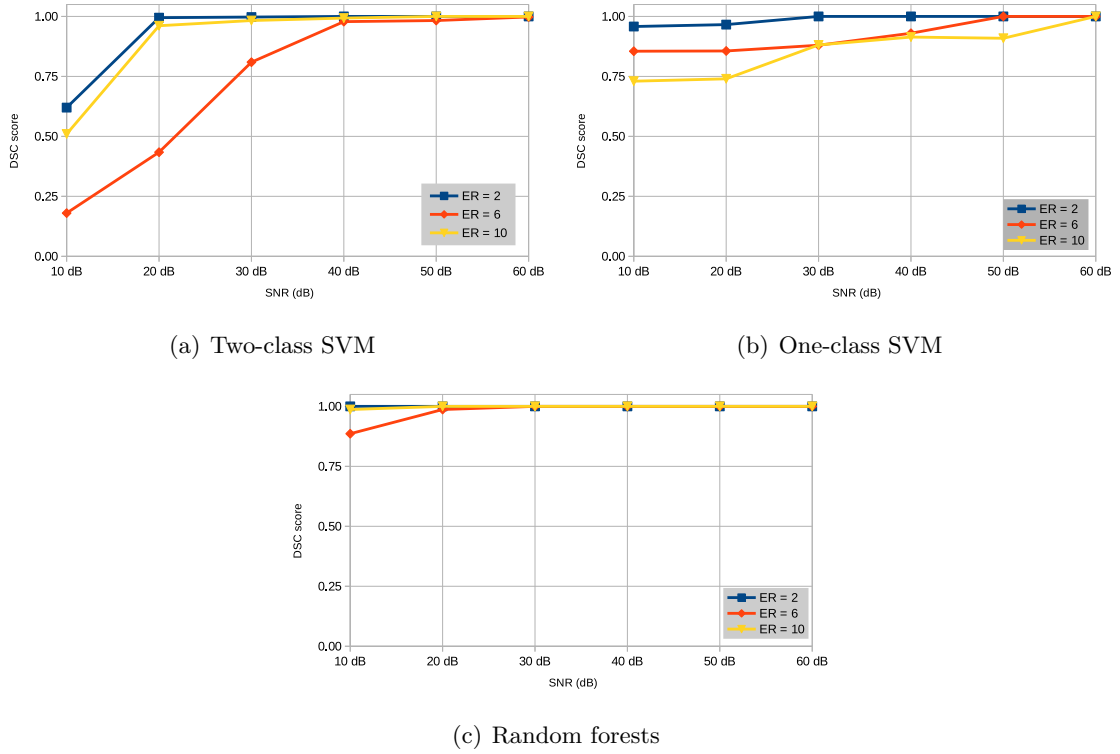 1.00
0.75
0.50
0.25
0.00
DSC score
ER = 2
ER = 6
ER = 10
10 dB 20 dB 30 dB 40 dB 50 dB 60 dB
SNR (dB)
(a) Two-class SVM
1.00
0.75
0.50
0.25
0.00
DSC score
ER = 2
ER = 6
ER = 10
10 dB 20 dB 30 dB 40 dB 50 dB 60 dB
SNR (dB)
(b) One-class SVM
1.00
0.75
0.50
0.25
0.00
DSC score
ER = 2
ER = 6
ER = 10
10 dB 20 dB 30 dB 40 dB 50 dB 60 dB
SNR (dB)
(c) Random forests